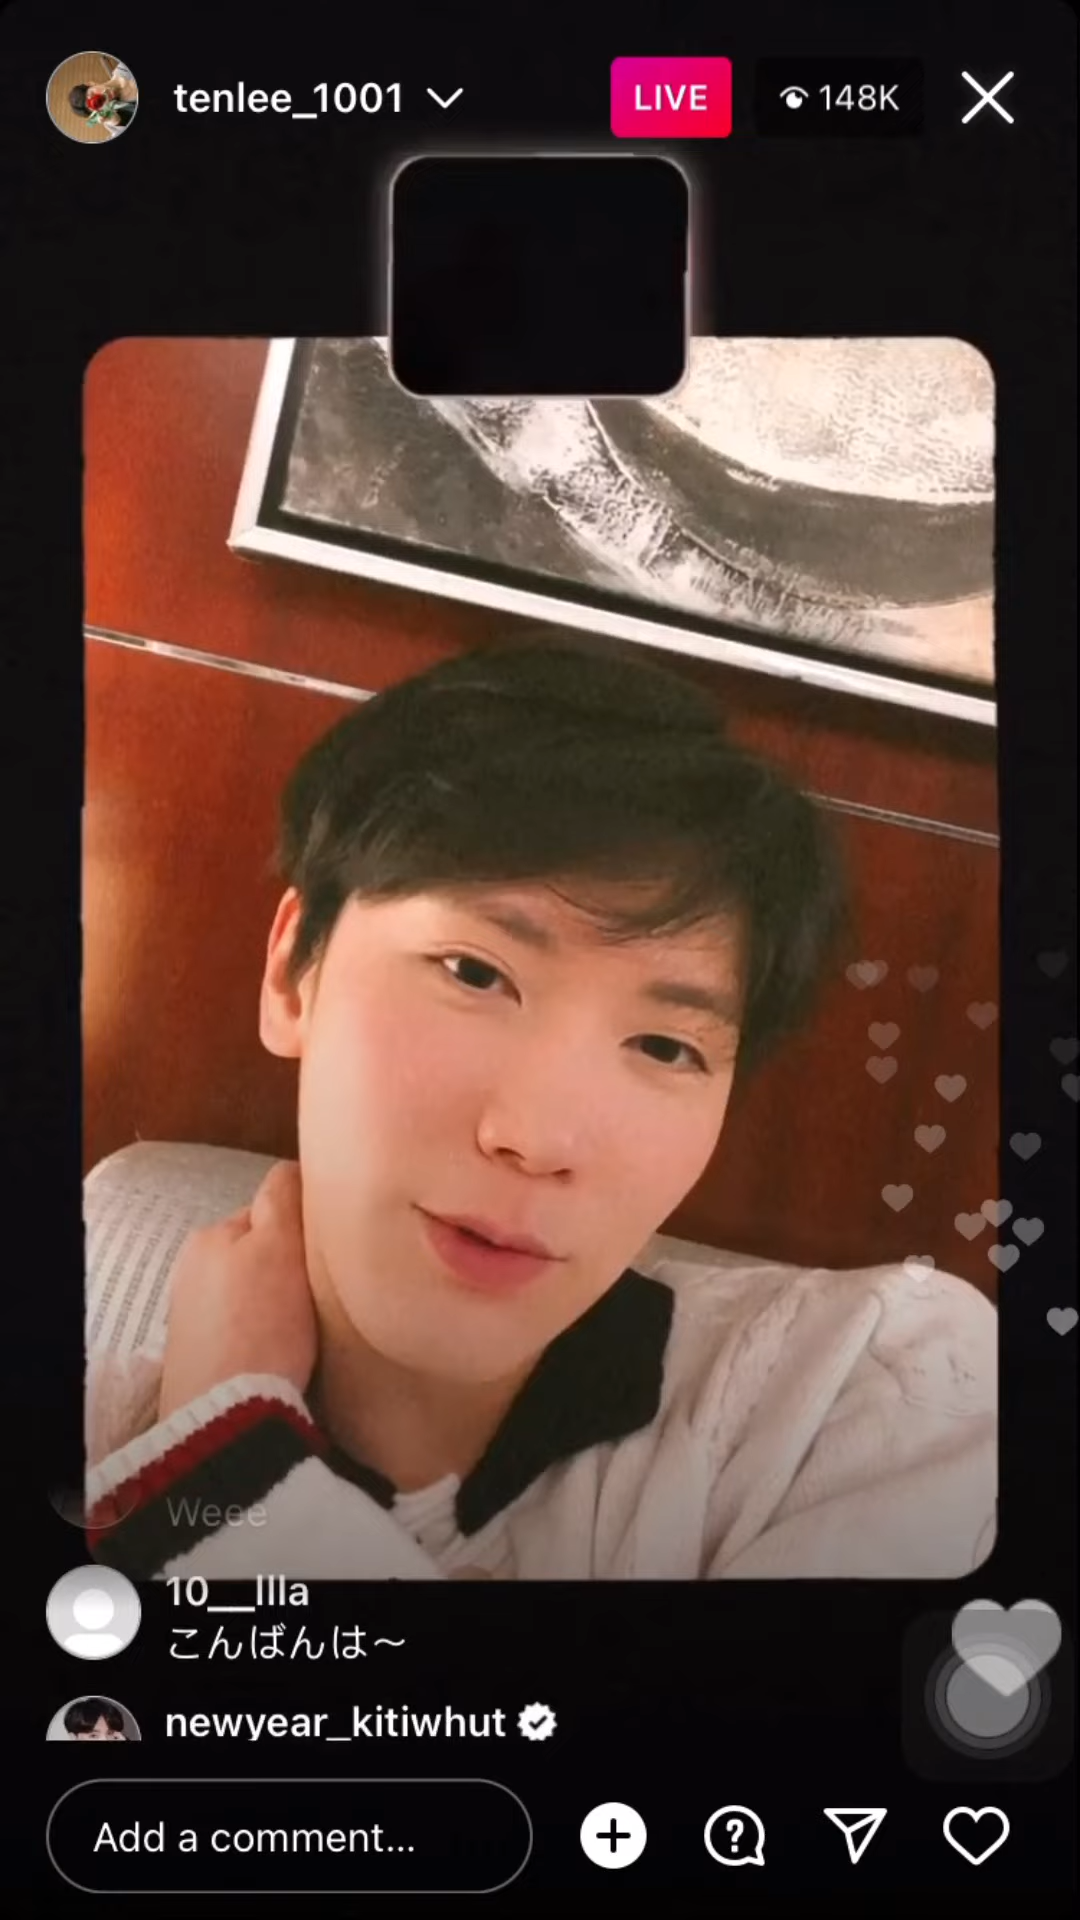 tenlee_1001
LIVE
148K
Weee
10__llla
こんばんは〜
newyear_kitiwhut
Add a comment...